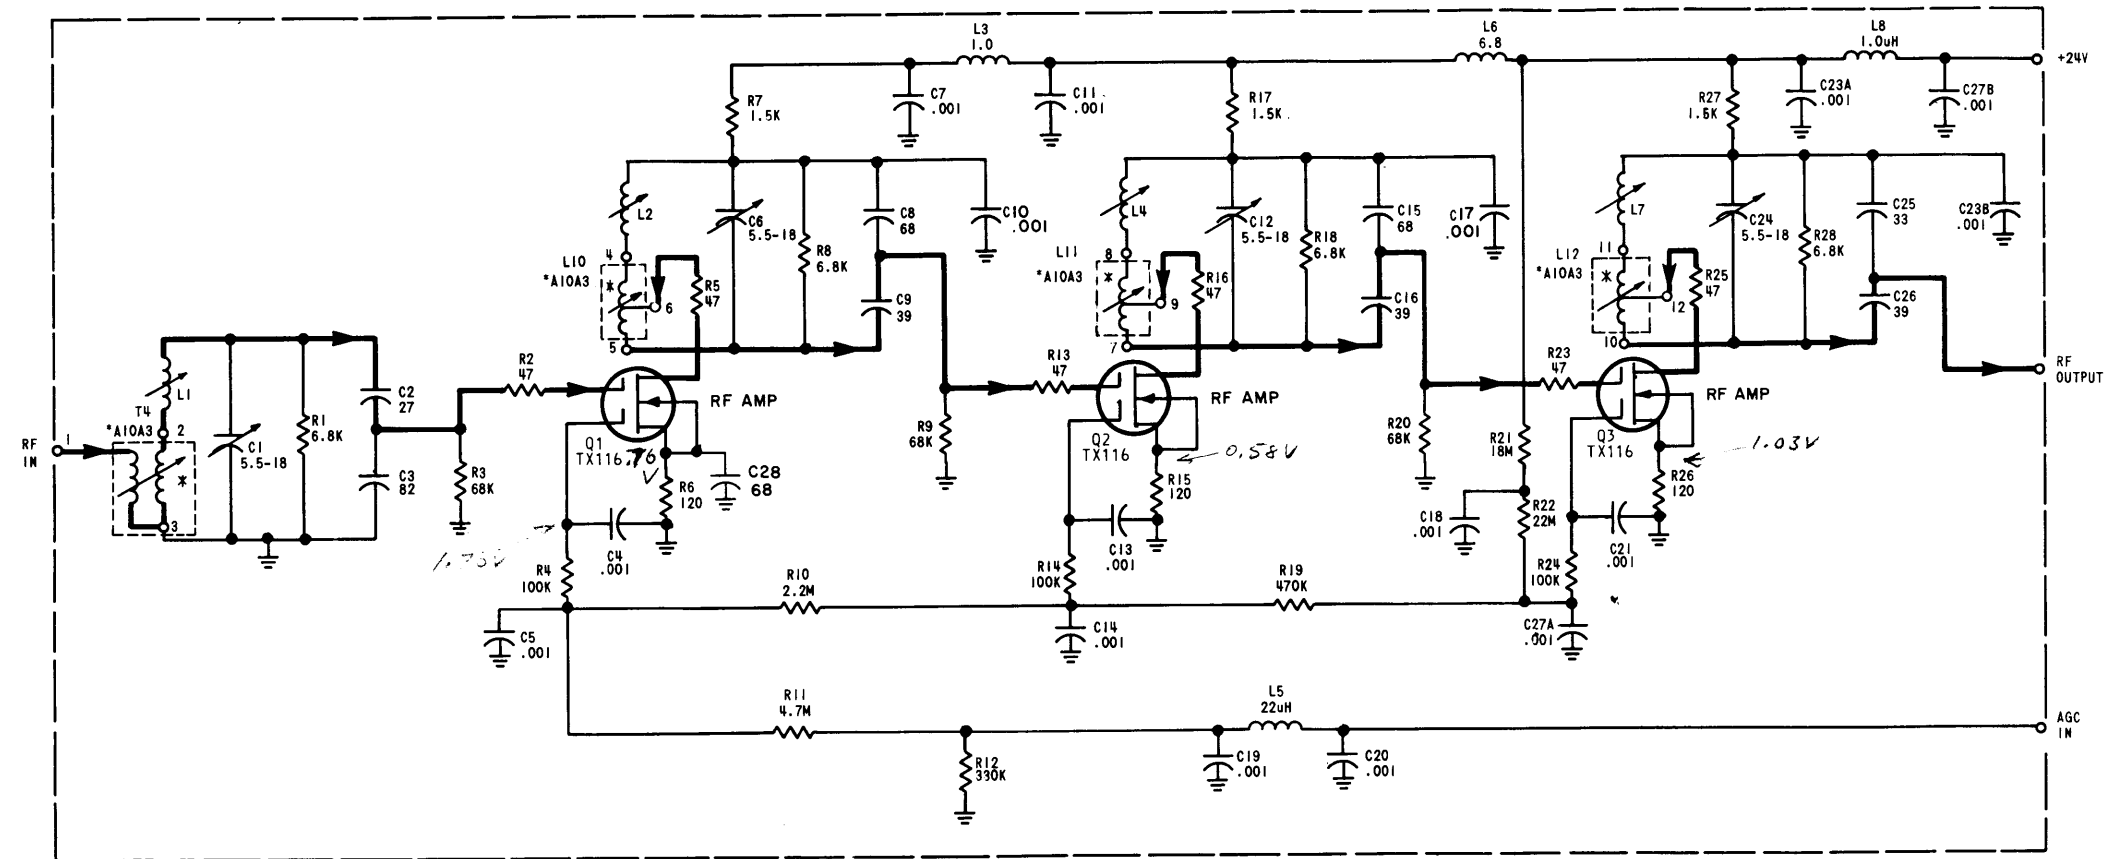 L3
1.0
L6
6.8
L8
1.0uH
+24V
R7
1.5K
C7
.001
C11
.001
R17
1.5K
R27
1.5K
C23A
.001
C27B
.001
L2
C6
5.5-18
R8
6.8K
C8
68
C10
.001
L4
C12
5.5-18
R18
6.8K
C15
68
C17
.001
L7
C24
5.5-18
R28
6.8K
C25
33
C23B
.001
L10
*A10A3
4
*
6
5
R5
47
C9
39
L11
*A10A3
8
*
9
7
R16
47
C16
39
L12
*A10A3
11
*
12
10
R25
47
C26
39
RF
OUTPUT
RF
IN
1
T4
*A10A3
L1
2
*
3
C1
5.5-18
R1
6.8K
C2
27
C3
82
R3
68K
R2
47
RF AMP
Q1
TX116
.76
V
R6
120
C28
68
R9
68K
R13
47
RF AMP
Q2
TX116
0.58V
R15
120
R20
68K
R21
18M
R23
47
RF AMP
Q3
TX116
1.03V
R26
120
C18
.001
R22
22M
C4
.001
R4
100K
C13
.001
R14
100K
C21
.001
R24
100K
R10
2.2M
R19
470K
C5
.001
C14
.001
C27A
.001
R11
4.7M
L5
22uH
AGC
IN
R12
330K
C19
.001
C20
.001